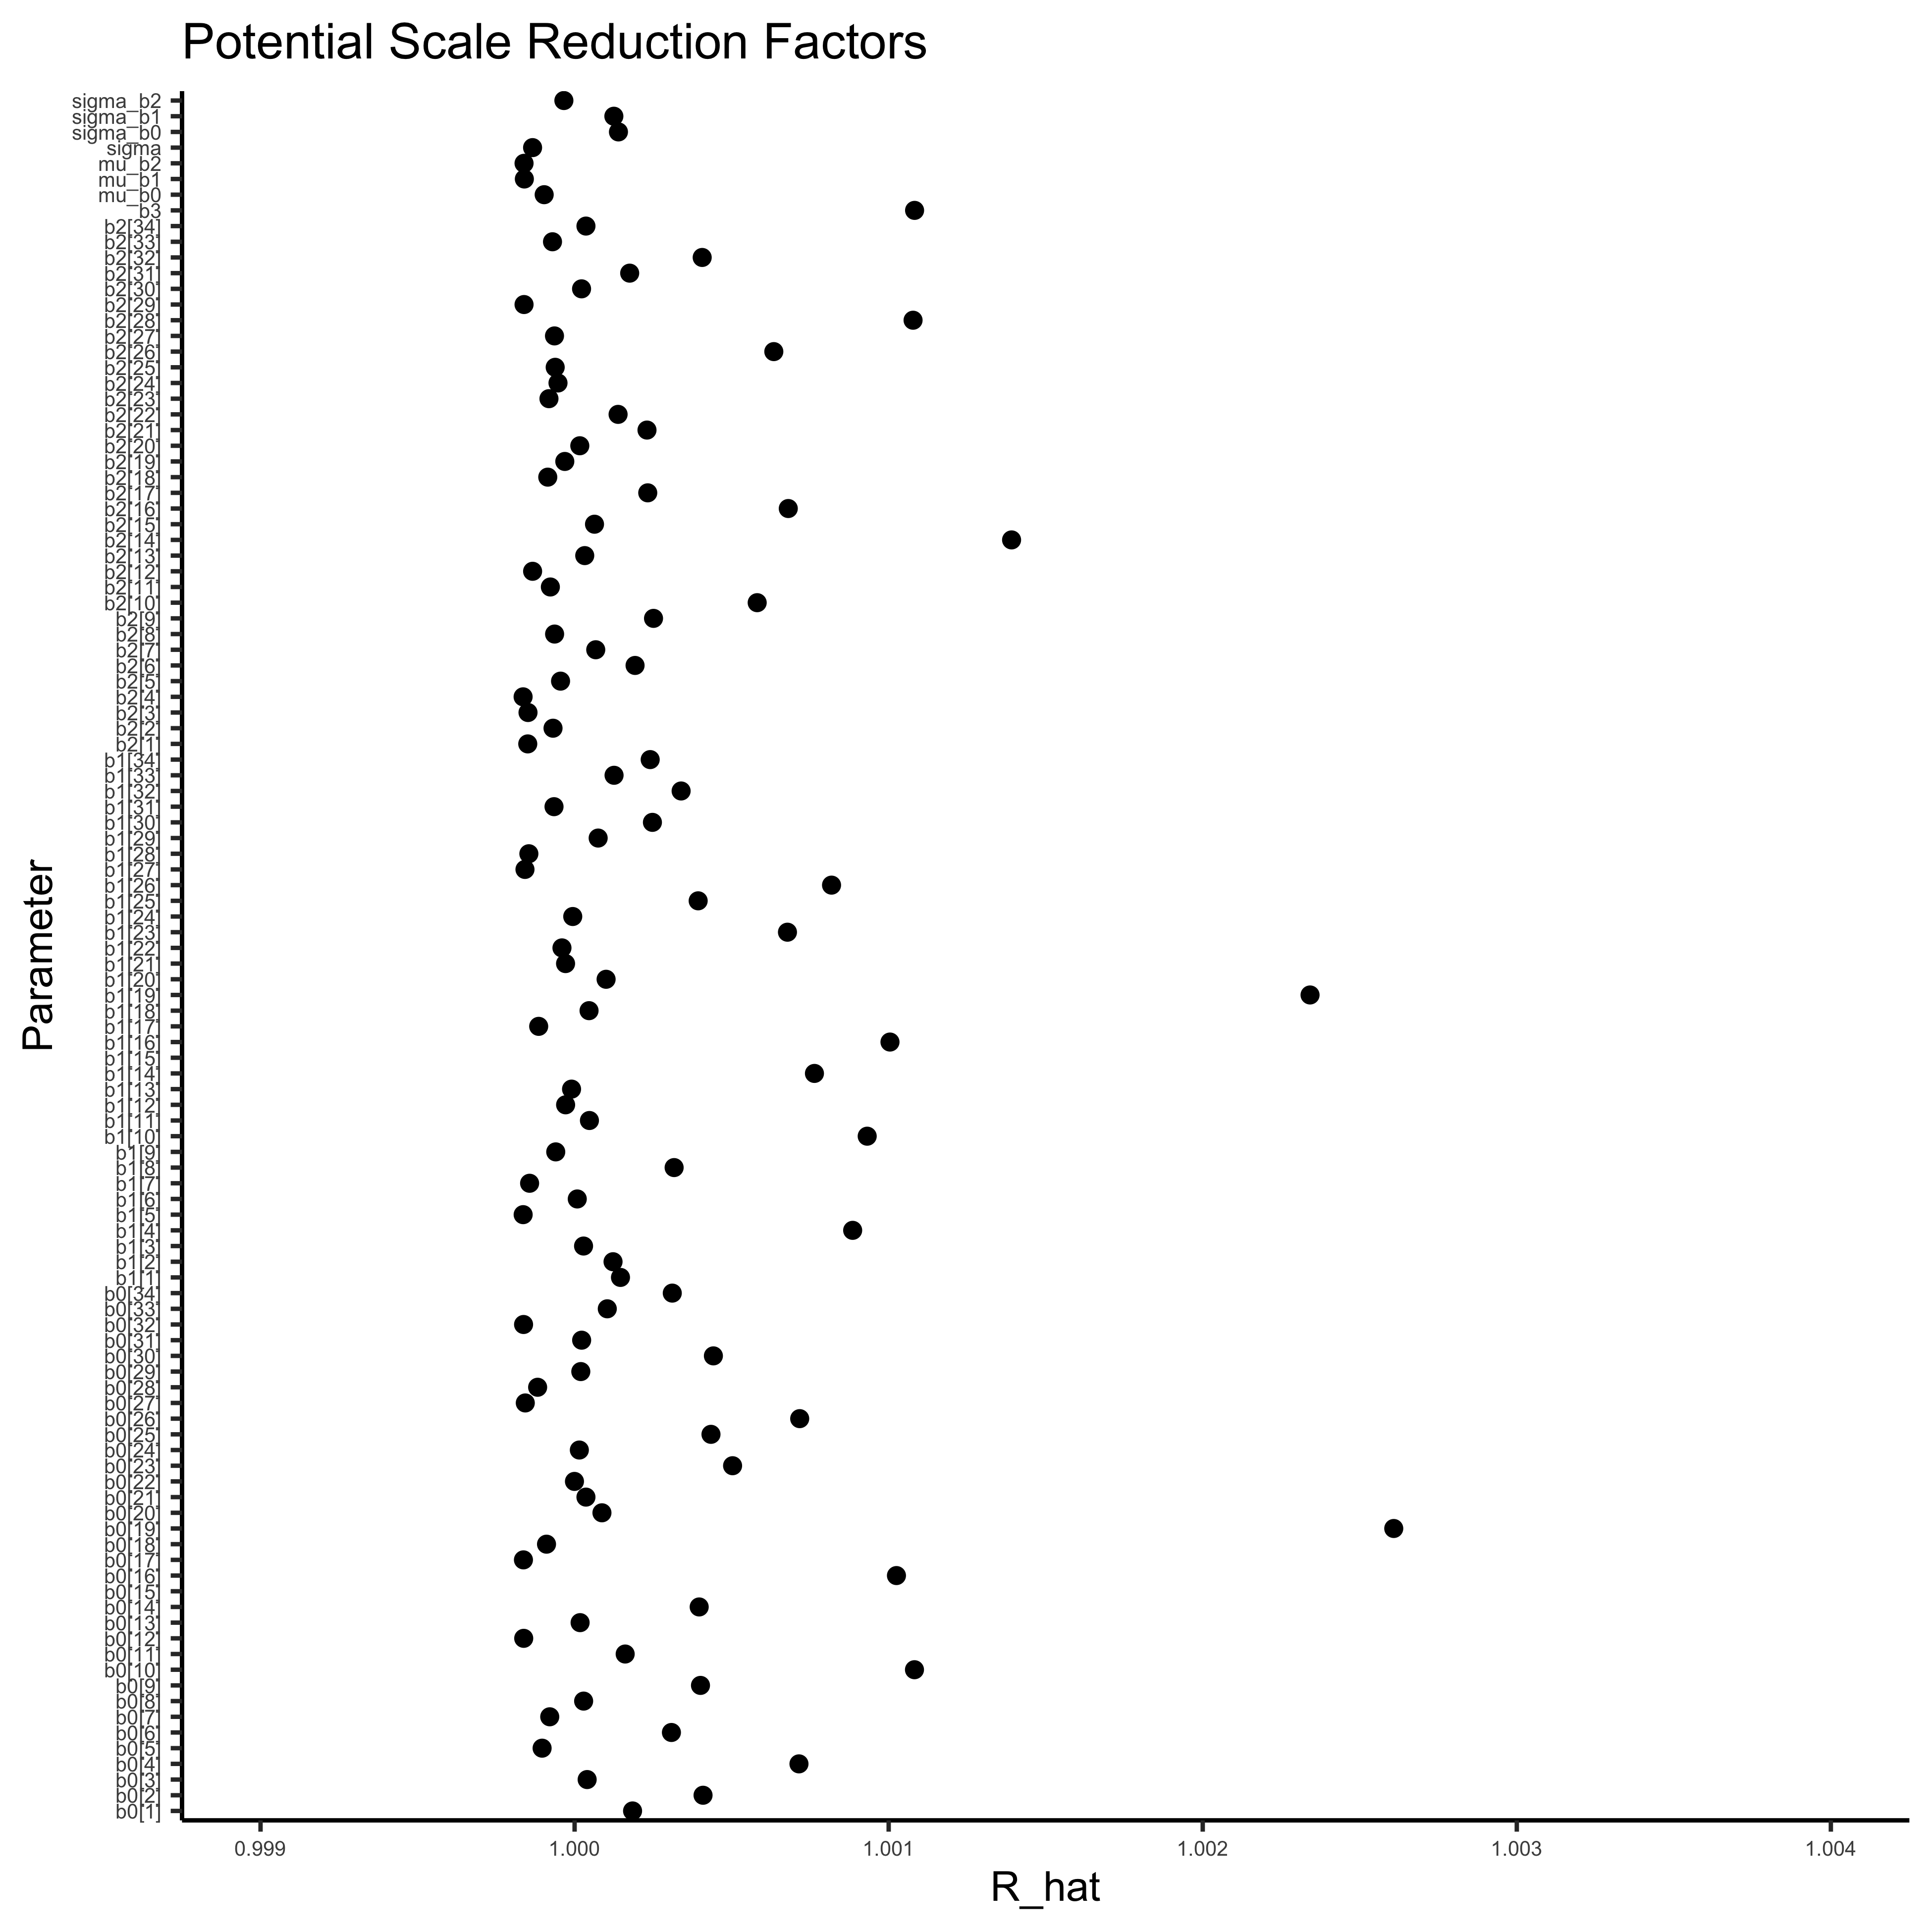 Potential Scale Reduction Factors
sigma_b2
sigma_b1
sigma_b0
sigma
mu_b2
mu_b1
mu_b0
b3
b2[34]
b2[33]
b2[32]
b2[31]
b2[30]
b2[29]
b2[28]
b2[27]
b2[26]
b2[25]
b2[24]
b2[23]
b2[22]
b2[21]
b2[20]
b2[19]
b2[18]
b2[17]
b2[16]
b2[15]
b2[14]
b2[13]
b2[12]
b2[11]
b2[10]
b2[9]
b2[8]
b2[7]
b2[6]
b2[5]
b2[4]
b2[3]
b2[2]
b2[1]
b1[34]
b1[33]
b1[32]
b1[31]
b1[30]
b1[29]
b1[28]
b1[27]
b1[26]
b1[25]
b1[24]
b1[23]
b1[22]
b1[21]
b1[20]
b1[19]
b1[18]
b1[17]
b1[16]
b1[15]
b1[14]
b1[13]
b1[12]
b1[11]
b1[10]
b1[9]
b1[8]
b1[7]
b1[6]
b1[5]
b1[4]
b1[3]
b1[2]
b1[1]
b0[34]
b0[33]
b0[32]
b0[31]
b0[30]
b0[29]
b0[28]
b0[27]
b0[26]
b0[25]
b0[24]
b0[23]
b0[22]
b0[21]
b0[20]
b0[19]
b0[18]
b0[17]
b0[16]
b0[15]
b0[14]
b0[13]
b0[12]
b0[11]
b0[10]
b0[9]
b0[8]
b0[7]
b0[6]
b0[5]
b0[4]
b0[3]
b0[2]
b0[1]
Parameter
0.999 1.000 1.001 1.002 1.003 1.004
R_hat